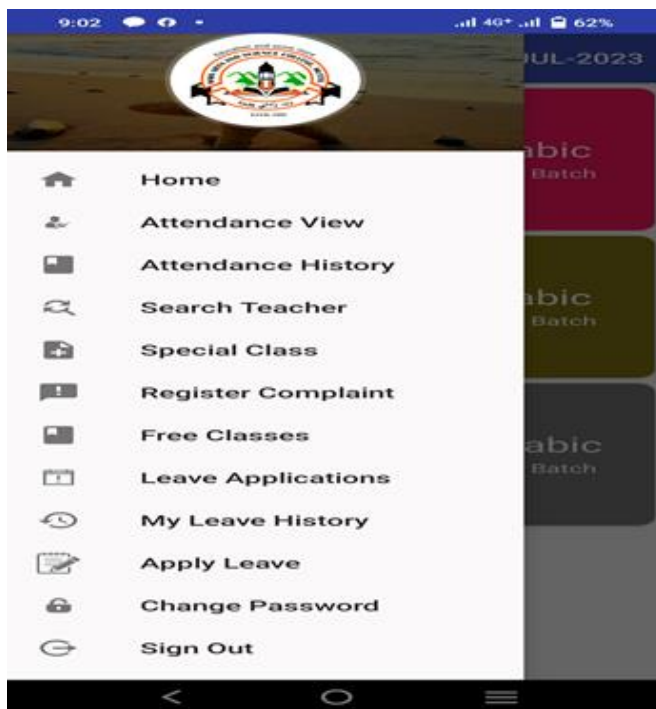 9:02 4G+ 62%
JUL-2023
Home
Attendance View
Attendance History
Search Teacher
Special Class
Register Complaint
Free Classes
Leave Applications
My Leave History
Apply Leave
Change Password
Sign Out
abic
Batch
abic
Batch
abic
Batch